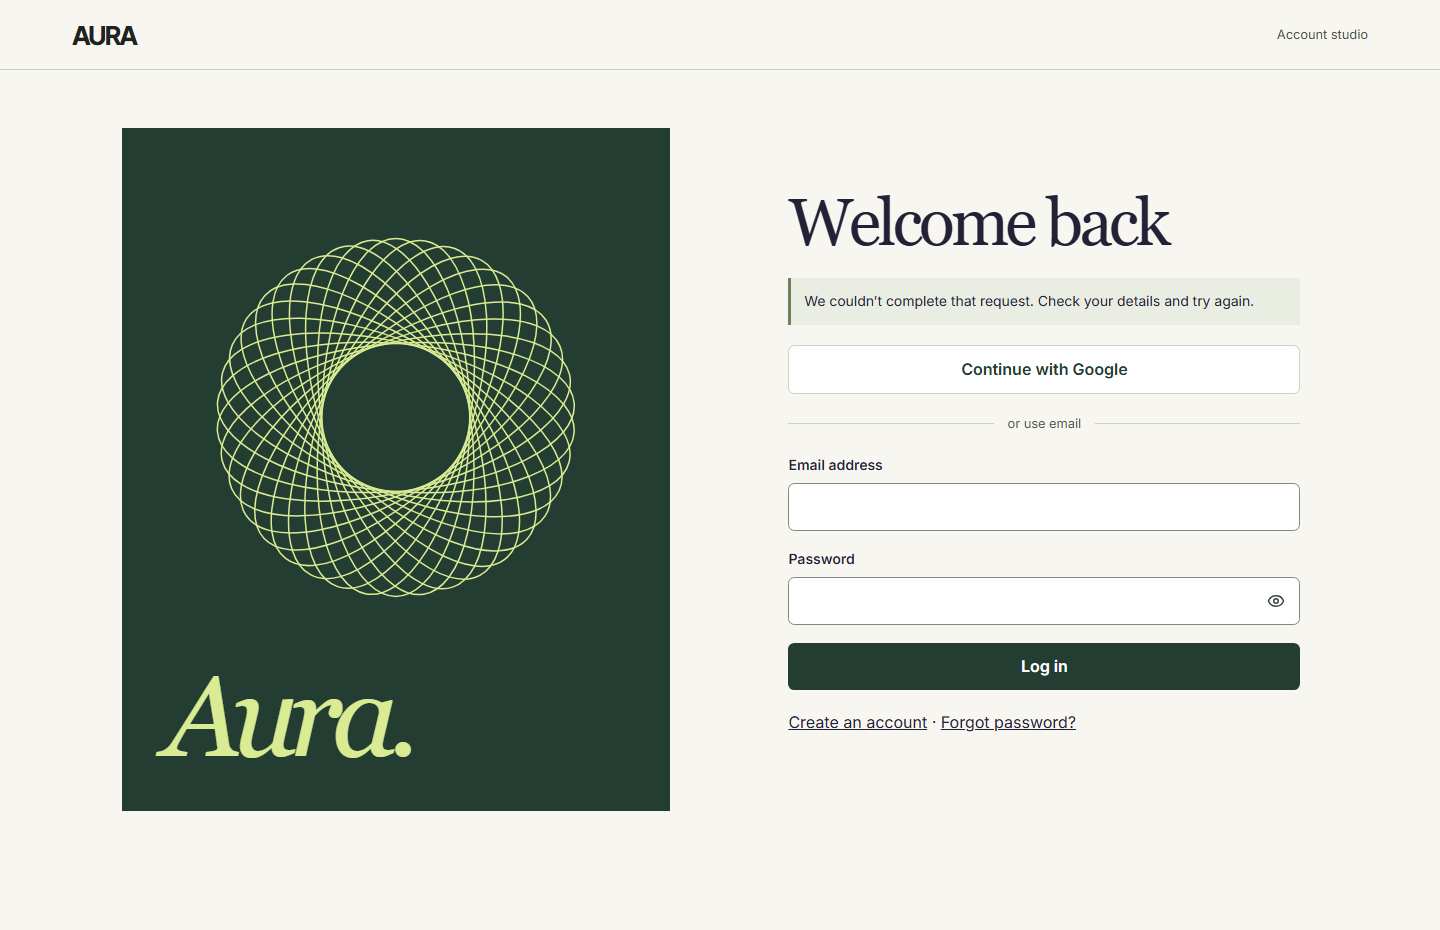 AURA
Account studio
Aura.
Welcome back
We couldn't complete that request. Check your details and try again.
Continue with Google
or use email
Email address
Password
Log in
Create an account · Forgot password?